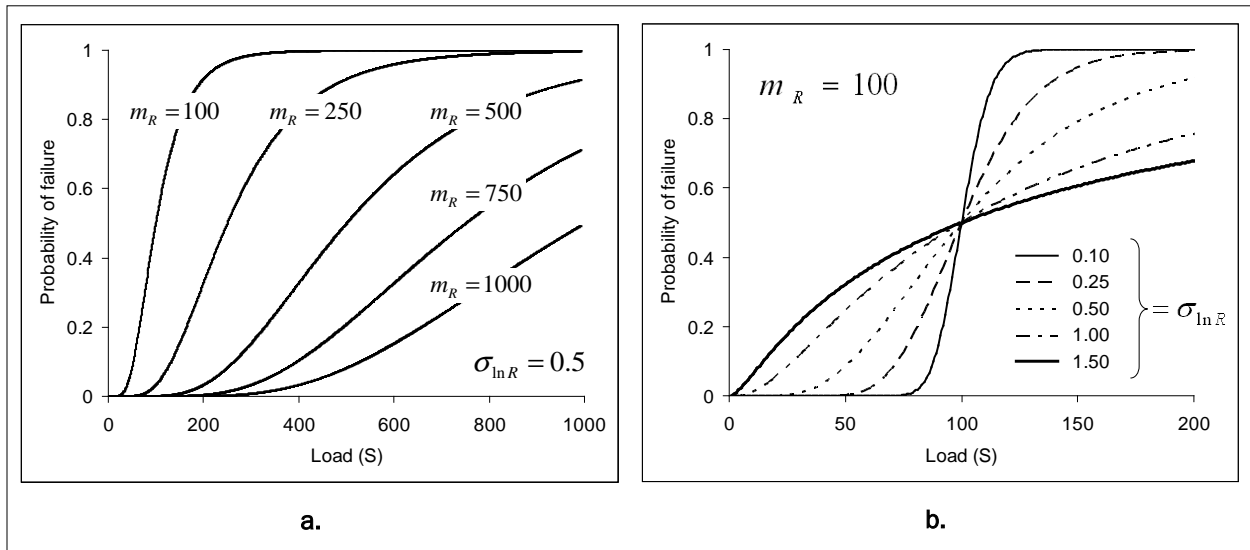 1
0.8
0.6
0.4
0.2
0
Probability of failure
m_R = 100
m_R = 250
m_R = 500
m_R = 750
m_R = 1000
σ_ln R = 0.5
0 200 400 600 800 1000
Load (S)
a.
1
0.8
0.6
0.4
0.2
0
Probability of failure
m_R = 100
0.10
0.25
0.50
1.00
1.50
= σ_ln R
0 50 100 150 200
Load (S)
b.